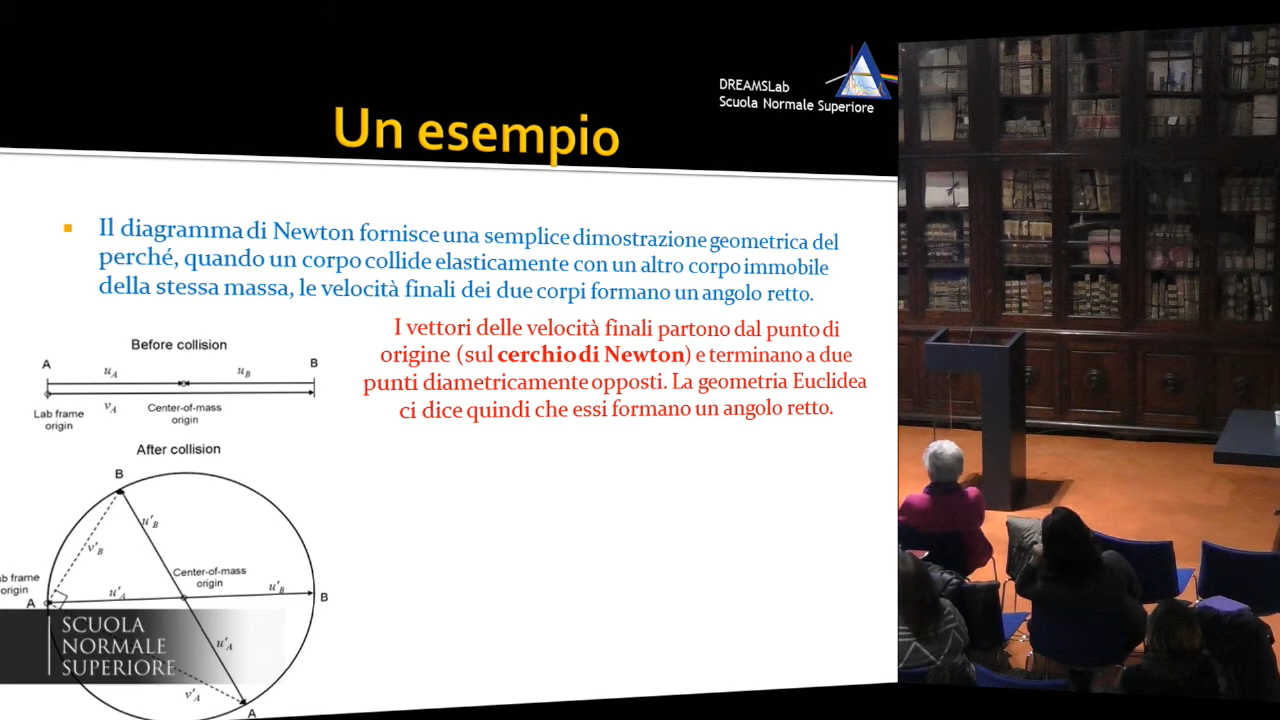 DREAMSLab
Scuola Normale Superiore
Un esempio
Il diagramma di Newton fornisce una semplice dimostrazione geometrica del
perché, quando un corpo collide elasticamente con un altro corpo immobile
della stessa massa, le velocità finali dei due corpi formano un angolo retto.
I vettori delle velocità finali partono dal punto di
origine (sul cerchio di Newton) e terminano a due
punti diametricamente opposti. La geometria Euclidea
ci dice quindi che essi formano un angolo retto.
Before collision
A
B
u_A
u_B
v_A
Lab frame
origin
Center-of-mass
origin
After collision
B
u'_B
v'_B
Center-of-mass
origin
origin
A
u'_A
u'_B
B
u'_A
v'_A
A
SCUOLA
NORMALE
SUPERIORE